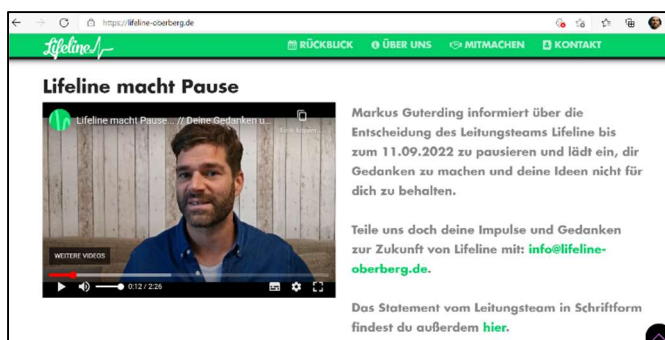 https://lifeline-oberberg.de
Lifeline
RÜCKBLICK
ÜBER UNS
MITMACHEN
KONTAKT
Lifeline macht Pause
Lifeline macht Pause... // Deine Gedanken u...
WEITERE VIDEOS
0:12 / 2:26
Markus Guterding informiert über die
Entscheidung des Leitungsteams Lifeline bis
zum 11.09.2022 zu pausieren und lädt ein, dir
Gedanken zu machen und deine Ideen nicht für
dich zu behalten.
Teile uns doch deine Impulse und Gedanken
zur Zukunft von Lifeline mit: info@lifeline-
oberberg.de.
Das Statement vom Leitungsteam in Schriftform
findest du außerdem hier.